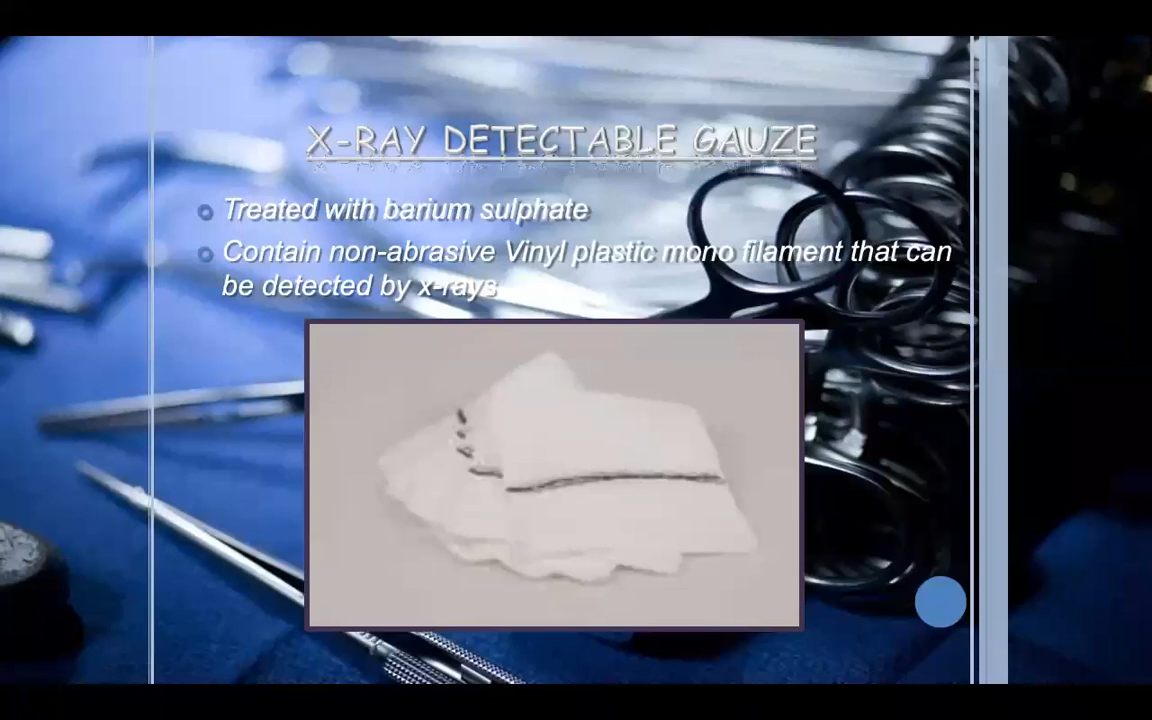 X-RAY DETECTABLE GAUZE
Treated with barium sulphate
Contain non-abrasive Vinyl plastic mono filament that can
be detected by x-rays